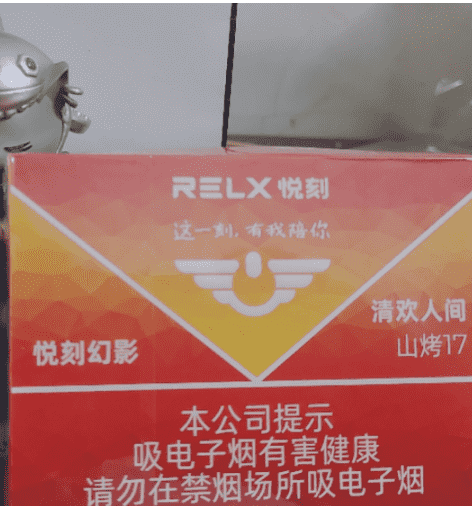 RELX 悦刻
这一刻，有我陪你
清欢人间
悦刻幻影
山烤17
本公司提示
吸电子烟有害健康
请勿在禁烟场所吸电子烟